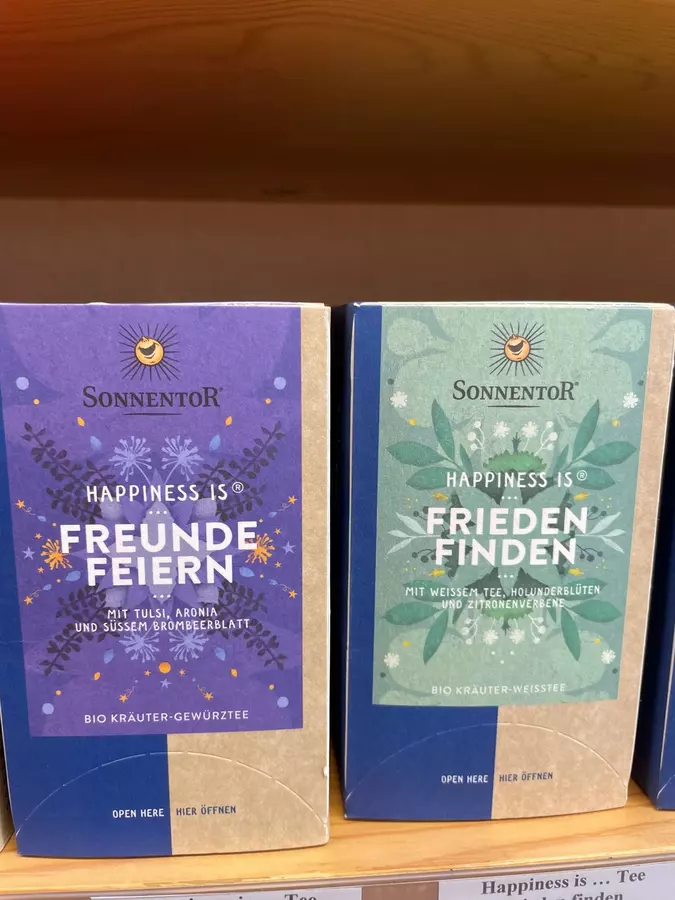 SONNENTOR®
HAPPINESS IS®
...
FREUNDE
FEIERN
...
MIT TULSI, ARONIA
UND SÜSSEM BROMBEERBLATT
BIO KRÄUTER-GEWÜRZTEE
OPEN HERE HIER ÖFFNEN
SONNENTOR®
HAPPINESS IS®
...
FRIEDEN
FINDEN
...
MIT WEISSEM TEE, HOLUNDERBLÜTEN
UND ZITRONENVERBENE
BIO KRÄUTER-WEISSTEE
OPEN HERE HIER ÖFFNEN
Tee
Happiness is ... Tee
finden